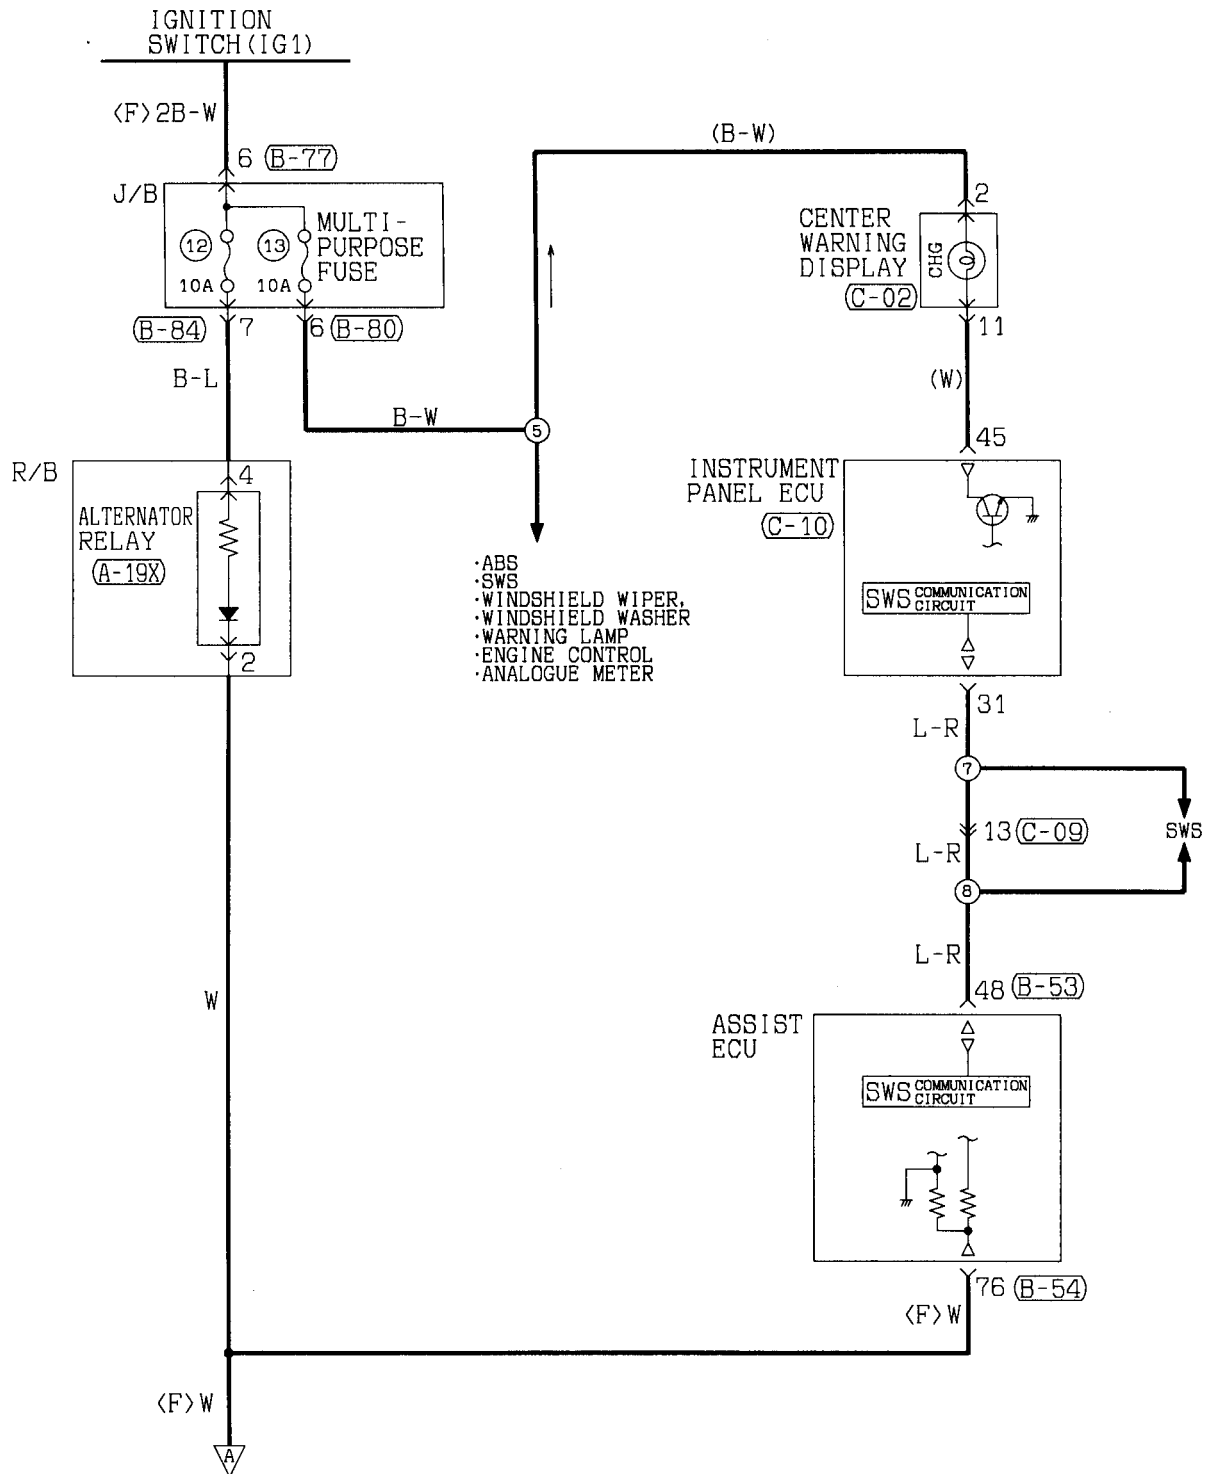 IGNITION
SWITCH(IG1)
<F>2B-W
6 (B-77)
J/B
12
13
MULTI-
PURPOSE
FUSE
10A
10A
(B-84) 7
6 (B-80)
B-L
B-W
5
(B-W)
2
CENTER
WARNING
DISPLAY
(C-02)
CHG
11
(W)
45
R/B
4
ALTERNATOR
RELAY
(A-19X)
2
·ABS
·SWS
·WINDSHIELD WIPER,
·WINDSHIELD WASHER
·WARNING LAMP
·ENGINE CONTROL
·ANALOGUE METER
INSTRUMENT
PANEL ECU
(C-10)
SWS COMMUNICATION
CIRCUIT
31
L-R
7
13 (C-09)
SWS
L-R
8
L-R
48 (B-53)
W
ASSIST
ECU
SWS COMMUNICATION
CIRCUIT
76 (B-54)
<F>W
<F>W
A